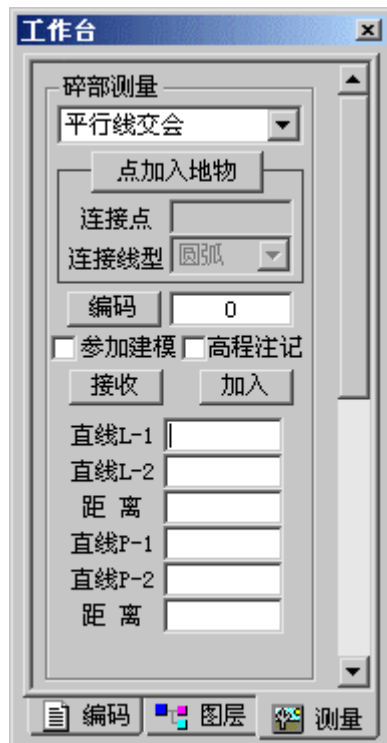 工作台
碎部测量
平行线交会
点加入地物
连接点
连接线型 圆弧
编码 0
参加建模 高程注记
接收 加入
直线L-1
直线L-2
距 离
直线P-1
直线P-2
距 离
编码 图层 测量